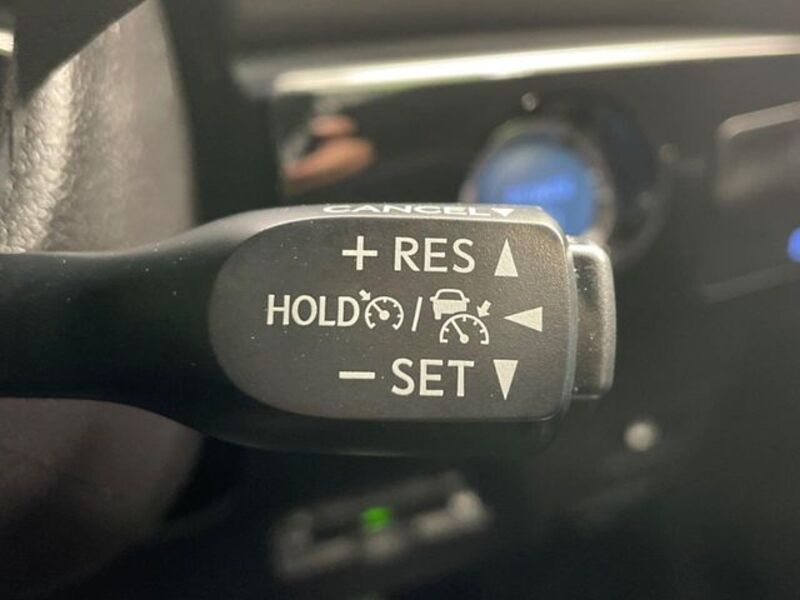 CANCEL▼
+ RES ▲
HOLD / ◀
− SET ▼